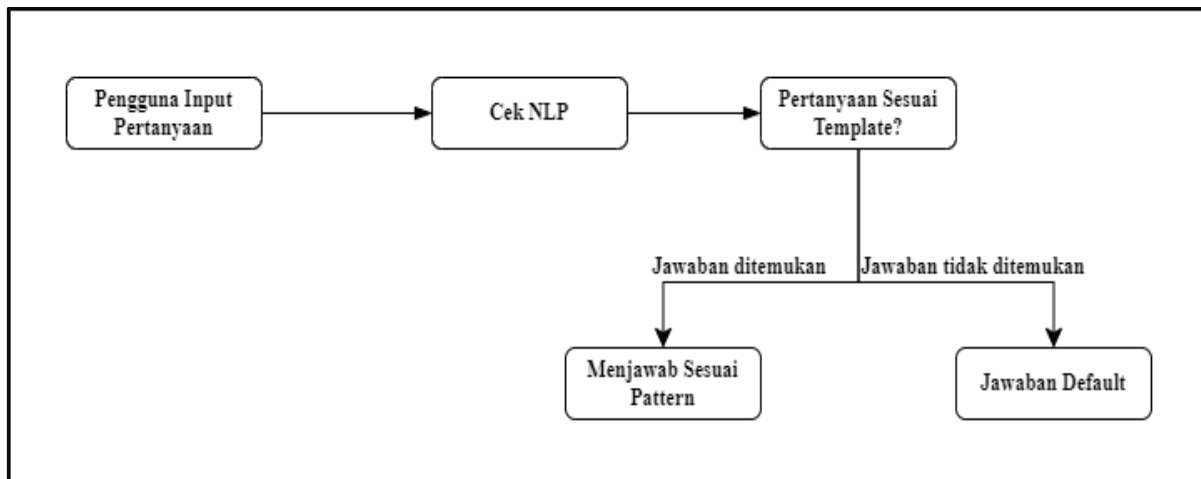 Pengguna Input
Pertanyaan
Cek NLP
Pertanyaan Sesuai
Template?
Jawaban ditemukan
Jawaban tidak ditemukan
Menjawab Sesuai
Pattern
Jawaban Default